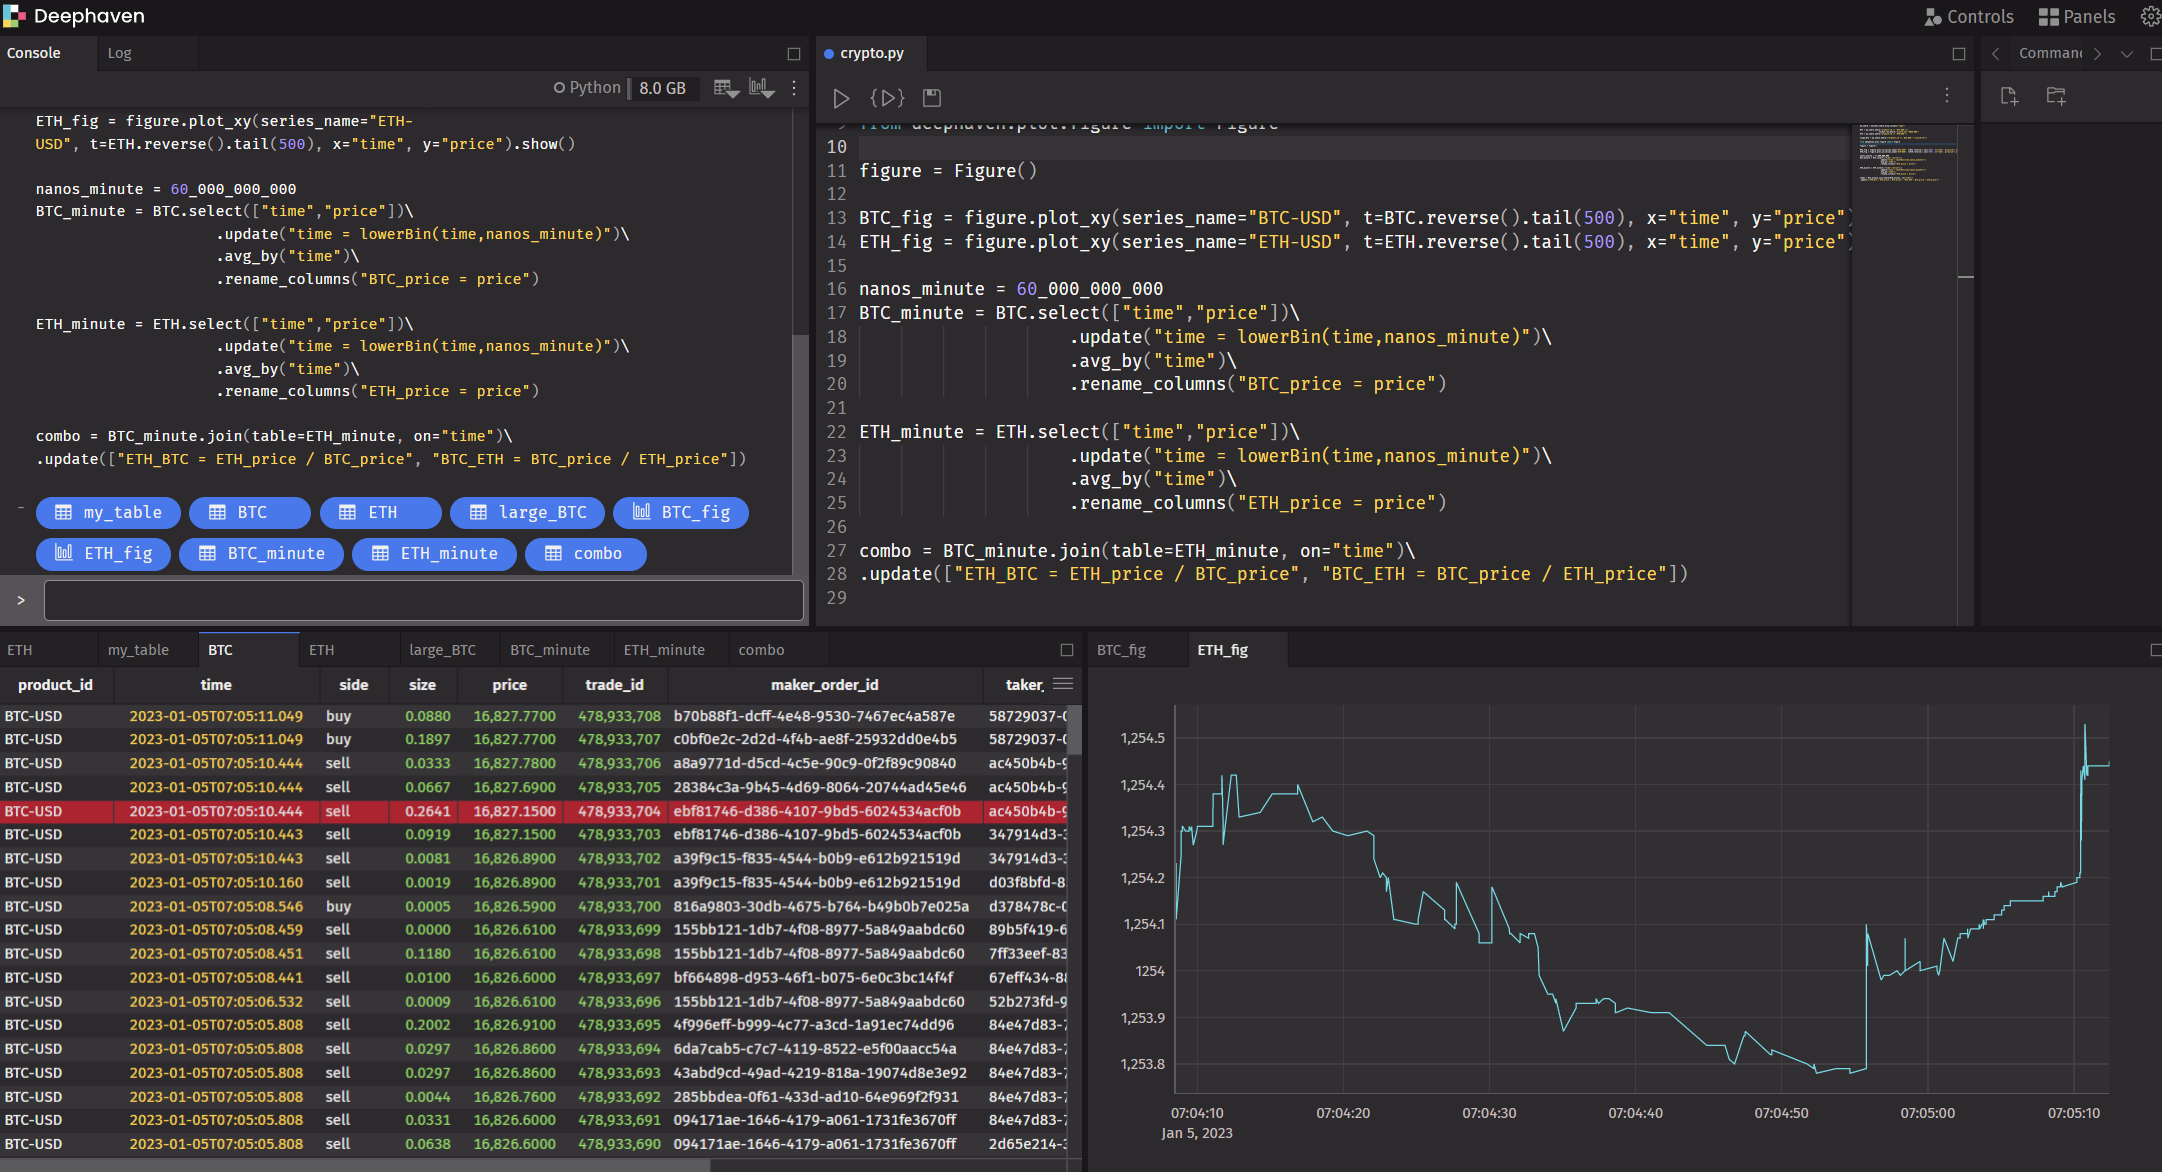 Deephaven
Controls
Panels
Console
Log
Python
8.0 GB
ETH_fig = figure.plot_xy(series_name="ETH-
USD", t=ETH.reverse().tail(500), x="time", y="price").show()
nanos_minute = 60_000_000_000
BTC_minute = BTC.select(["time","price"])\
.update("time = lowerBin(time,nanos_minute)")\
.avg_by("time")\
.rename_columns("BTC_price = price")
ETH_minute = ETH.select(["time","price"])\
.update("time = lowerBin(time,nanos_minute)")\
.avg_by("time")\
.rename_columns("ETH_price = price")
combo = BTC_minute.join(table=ETH_minute, on="time")\
.update(["ETH_BTC = ETH_price / BTC_price", "BTC_ETH = BTC_price / ETH_price"])
my_table BTC ETH large_BTC BTC_fig
ETH_fig BTC_minute ETH_minute combo
>
crypto.py
9 from deephaven.plot.figure import Figure
10
11 figure = Figure()
12
13 BTC_fig = figure.plot_xy(series_name="BTC-USD", t=BTC.reverse().tail(500), x="time", y="price")
14 ETH_fig = figure.plot_xy(series_name="ETH-USD", t=ETH.reverse().tail(500), x="time", y="price")
15
16 nanos_minute = 60_000_000_000
17 BTC_minute = BTC.select(["time","price"])\
18 .update("time = lowerBin(time,nanos_minute)")\
19 .avg_by("time")\
20 .rename_columns("BTC_price = price")
21
22 ETH_minute = ETH.select(["time","price"])\
23 .update("time = lowerBin(time,nanos_minute)")\
24 .avg_by("time")\
25 .rename_columns("ETH_price = price")
26
27 combo = BTC_minute.join(table=ETH_minute, on="time")\
28 .update(["ETH_BTC = ETH_price / BTC_price", "BTC_ETH = BTC_price / ETH_price"])
29
Comman
ETH my_table BTC ETH large_BTC BTC_minute ETH_minute combo
product_id time side size price trade_id maker_order_id taker_
BTC-USD 2023-01-05T07:05:11.049 buy 0.0880 16,827.7700 478,933,708 b70b88f1-dcff-4e48-9530-7467ec4a587e 58729037-
BTC-USD 2023-01-05T07:05:11.049 buy 0.1897 16,827.7700 478,933,707 c0bf0e2c-2d2d-4f4b-ae8f-25932dd0e4b5 58729037-
BTC-USD 2023-01-05T07:05:10.444 sell 0.0333 16,827.7800 478,933,706 a8a9771d-d5cd-4c5e-90c9-0f2f89c90840 ac450b4b-
BTC-USD 2023-01-05T07:05:10.444 sell 0.0667 16,827.6900 478,933,705 28384c3a-9b45-4d69-8064-20744ad45e46 ac450b4b-
BTC-USD 2023-01-05T07:05:10.444 sell 0.2641 16,827.1500 478,933,704 ebf81746-d386-4107-9bd5-6024534acf0b ac450b4b-
BTC-USD 2023-01-05T07:05:10.443 sell 0.0919 16,827.1500 478,933,703 ebf81746-d386-4107-9bd5-6024534acf0b 347914d3-
BTC-USD 2023-01-05T07:05:10.443 sell 0.0081 16,826.8900 478,933,702 a39f9c15-f835-4544-b0b9-e612b921519d 347914d3-
BTC-USD 2023-01-05T07:05:10.160 sell 0.0019 16,826.8900 478,933,701 a39f9c15-f835-4544-b0b9-e612b921519d d03f8bfd-8
BTC-USD 2023-01-05T07:05:08.546 buy 0.0005 16,826.5900 478,933,700 816a9803-30db-4675-b764-b49b0b7e025a d378478c-
BTC-USD 2023-01-05T07:05:08.459 sell 0.0000 16,826.6100 478,933,699 155bb121-1db7-4f08-8977-5a849aabdc60 89b5f419-6
BTC-USD 2023-01-05T07:05:08.451 sell 0.1180 16,826.6100 478,933,698 155bb121-1db7-4f08-8977-5a849aabdc60 7ff33eef-83
BTC-USD 2023-01-05T07:05:08.441 sell 0.0100 16,826.6000 478,933,697 bf664898-d953-46f1-b075-6e0c3bc14f4f 67eff434-88
BTC-USD 2023-01-05T07:05:06.532 sell 0.0009 16,826.6100 478,933,696 155bb121-1db7-4f08-8977-5a849aabdc60 52b273fd-9
BTC-USD 2023-01-05T07:05:05.808 sell 0.2002 16,826.9100 478,933,695 4f996eff-b999-4c77-a3cd-1a91ec74dd96 84e47d83-
BTC-USD 2023-01-05T07:05:05.808 sell 0.0297 16,826.8600 478,933,694 6da7cab5-c7c7-4119-8522-e5f00aacc54a 84e47d83-
BTC-USD 2023-01-05T07:05:05.808 sell 0.0297 16,826.8600 478,933,693 43abd9cd-49ad-4219-818a-19074d8e3e92 84e47d83-
BTC-USD 2023-01-05T07:05:05.808 sell 0.0044 16,826.7600 478,933,692 285bbdea-0f61-433d-ad10-64e969f2f931 84e47d83-
BTC-USD 2023-01-05T07:05:05.808 sell 0.0331 16,826.6000 478,933,691 094171ae-1646-4179-a061-1731fe3670ff 84e47d83-
BTC-USD 2023-01-05T07:05:05.808 sell 0.0638 16,826.6000 478,933,690 094171ae-1646-4179-a061-1731fe3670ff 2d65e214-
BTC_fig ETH_fig
1,254.5
1,254.4
1,254.3
1,254.2
1,254.1
1254
1,253.9
1,253.8
07:04:10 07:04:20 07:04:30 07:04:40 07:04:50 07:05:00 07:05:10
Jan 5, 2023